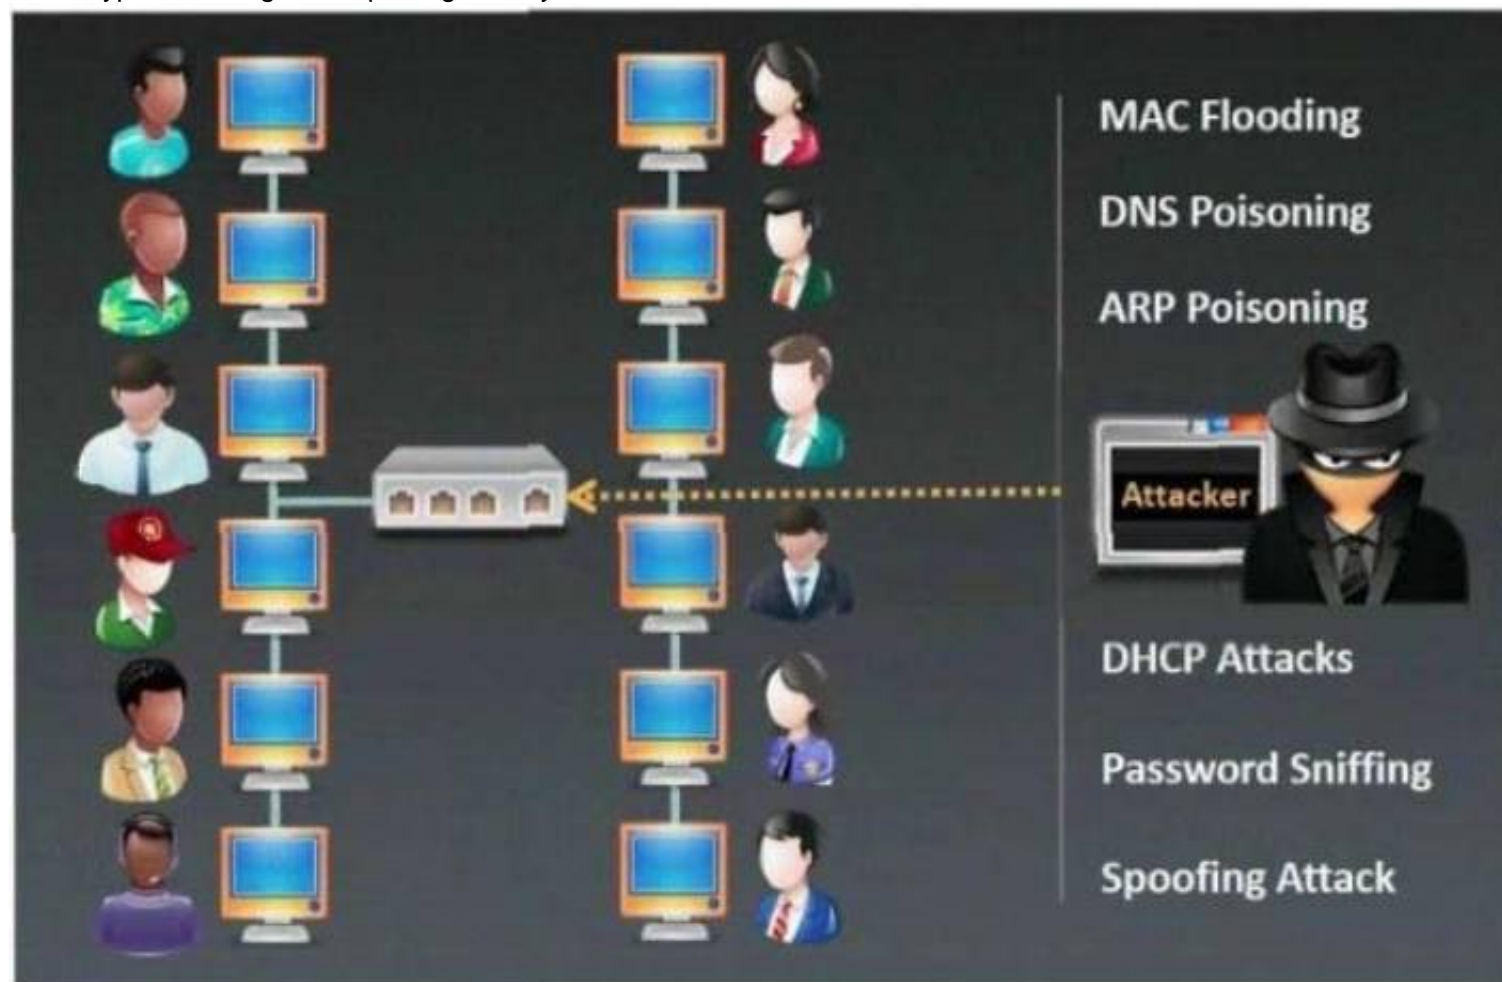 MAC Flooding
DNS Poisoning
ARP Poisoning
Attacker
DHCP Attacks
Password Sniffing
Spoofing Attack